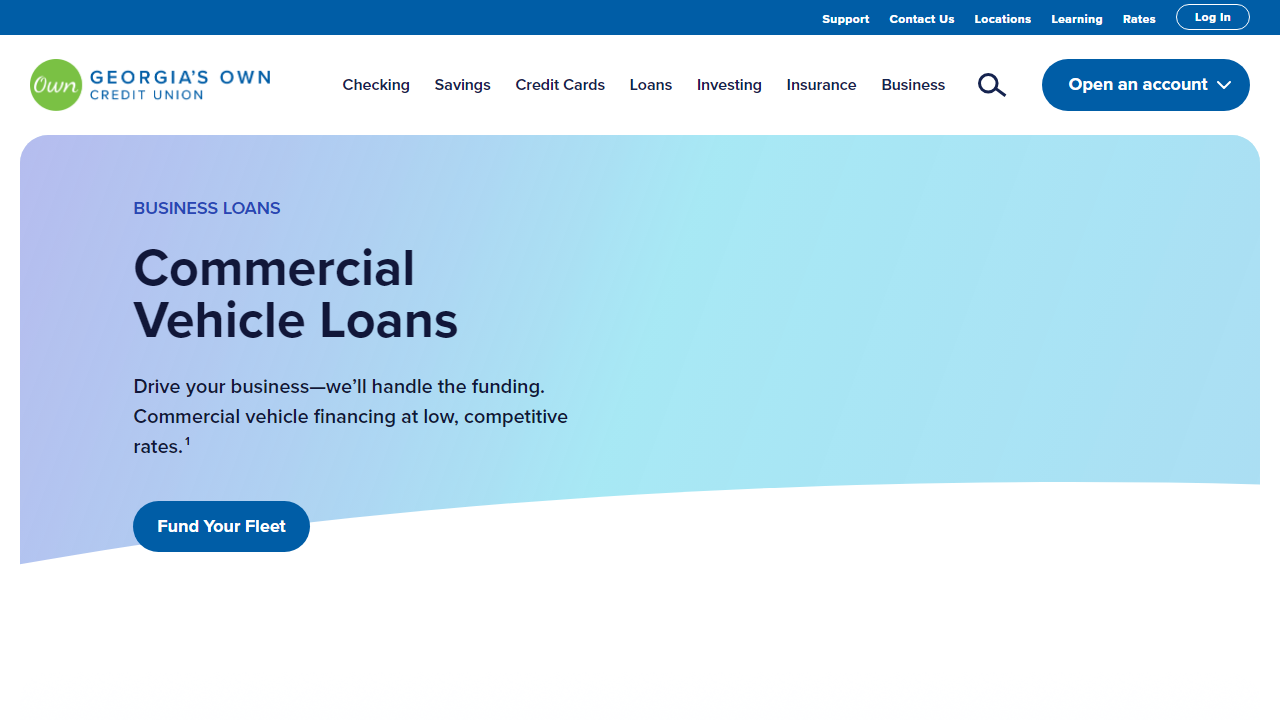 Support Contact Us Locations Learning Rates Log In
Own GEORGIA'S OWN
CREDIT UNION
Checking Savings Credit Cards Loans Investing Insurance Business Open an account
BUSINESS LOANS
Commercial
Vehicle Loans
Drive your business—we’ll handle the funding.
Commercial vehicle financing at low, competitive
rates.¹
Fund Your Fleet